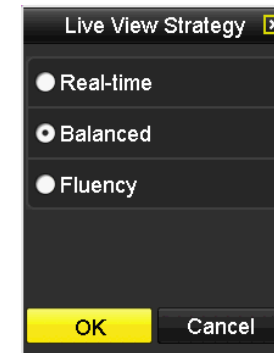 Live View Strategy
Real-time
Balanced
Fluency
OK
Cancel